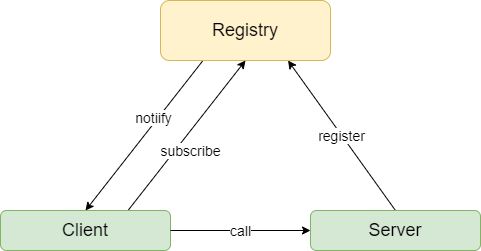 Registry
notiify
register
subscribe
Client
call
Server